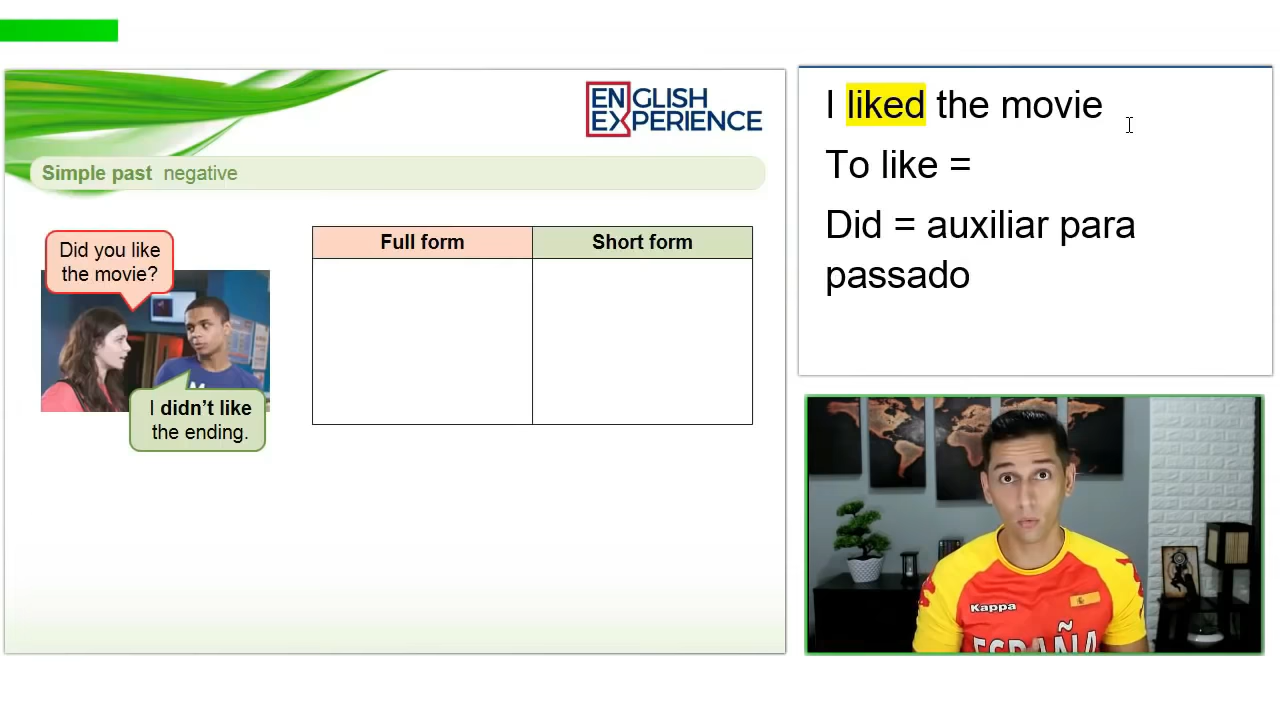 ENGLISH
EXPERIENCE
Simple past negative
Did you like
the movie?
I didn't like
the ending.
Full form
Short form
I liked the movie
To like =
Did = auxiliar para
passado
Kappa
ESPAÑA